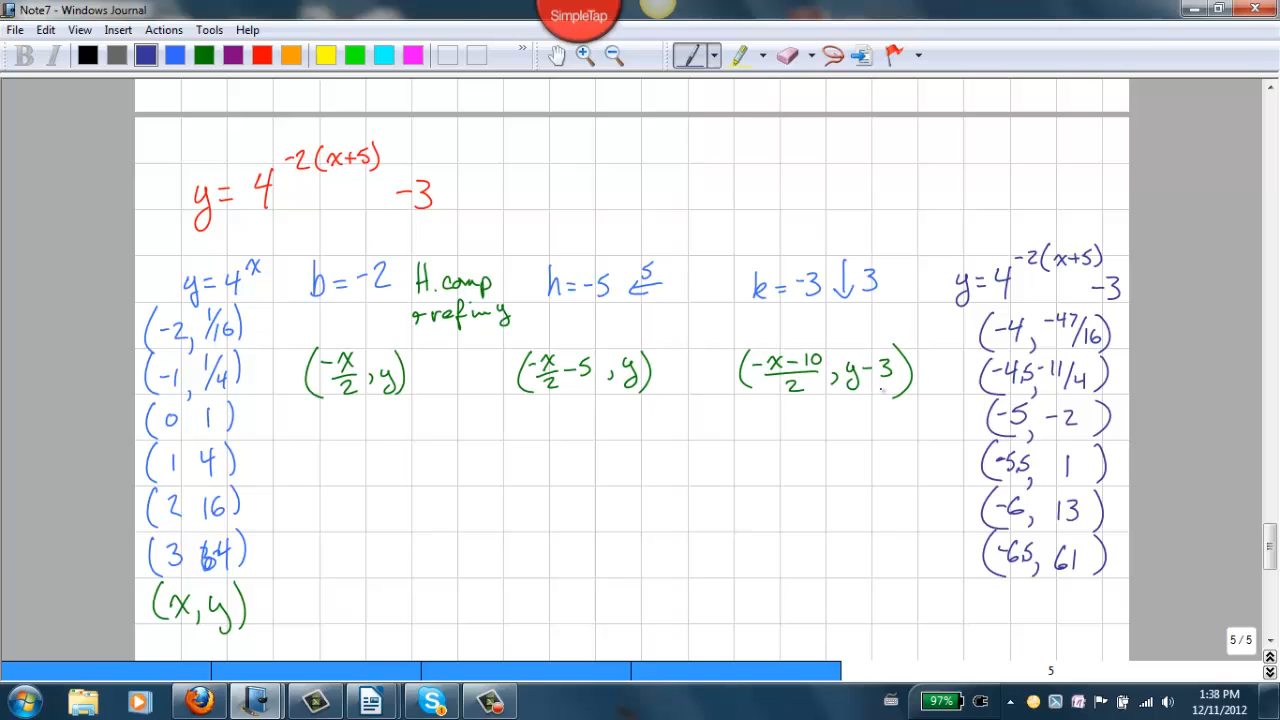 Note7 - Windows Journal
SimpleTap
File Edit View Insert Actions Tools Help
B I
y = 4^{-2(x+5)} -3
y = 4^x b = -2 H. comp h = -5 5 k = -3 ↓ 3 y = 4^{-2(x+5)} -3
(-2, 1/16) (-4, -47/16)
(-1, 1/4) (-x/2, y) (-x/2 -5, y) ((-x-10)/2, y-3) (-4.5, -11/4)
(0 1) (-5, -2)
(1 4) (-5.5, 1)
(2 16) (-6, 13)
(3 64) (-6.5, 61)
(x, y)
5 / 5
5
97%
1:38 PM
12/11/2012